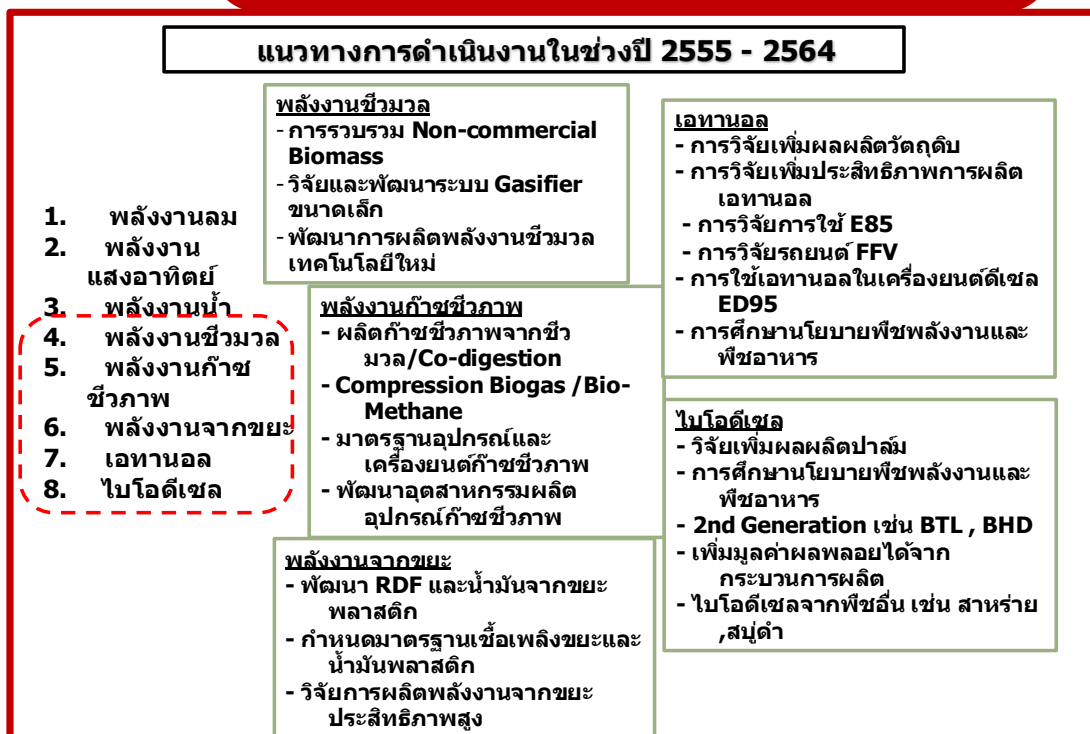 แนวทางการดำเนินงานในช่วงปี 2555 - 2564
1. พลังงานลม
2. พลังงาน
แสงอาทิตย์
3. พลังงานน้ำ
4. พลังงานชีวมวล
5. พลังงานก๊าซ
ชีวภาพ
6. พลังงานจากขยะ
7. เอทานอล
8. ไบโอดีเซล
พลังงานชีวมวล
- การรวบรวม Non-commercial
Biomass
- วิจัยและพัฒนาระบบ Gasifier
ขนาดเล็ก
- พัฒนาการผลิตพลังงานชีวมวล
เทคโนโลยีใหม่
พลังงานก๊าซชีวภาพ
- ผลิตก๊าซชีวภาพจากชีว
มวล/Co-digestion
- Compression Biogas /Bio-
Methane
- มาตรฐานอุปกรณ์และ
เครื่องยนต์ก๊าซชีวภาพ
- พัฒนาอุตสาหกรรมผลิต
อุปกรณ์ก๊าซชีวภาพ
พลังงานจากขยะ
- พัฒนา RDF และน้ำมันจากขยะ
พลาสติก
- กำหนดมาตรฐานเชื้อเพลิงขยะและ
น้ำมันพลาสติก
- วิจัยการผลิตพลังงานจากขยะ
ประสิทธิภาพสูง
เอทานอล
- การวิจัยเพิ่มผลผลิตวัตถุดิบ
- การวิจัยเพิ่มประสิทธิภาพการผลิต
เอทานอล
- การวิจัยการใช้ E85
- การวิจัยรถยนต์ FFV
- การใช้เอทานอลในเครื่องยนต์ดีเซล
ED95
- การศึกษานโยบายพืชพลังงานและ
พืชอาหาร
ไบโอดีเซล
- วิจัยเพิ่มผลผลิตปาล์ม
- การศึกษานโยบายพืชพลังงานและ
พืชอาหาร
- 2nd Generation เช่น BTL , BHD
- เพิ่มมูลค่าผลพลอยได้จาก
กระบวนการผลิต
- ไบโอดีเซลจากพืชอื่น เช่น สาหร่าย
,สบู่ดำ